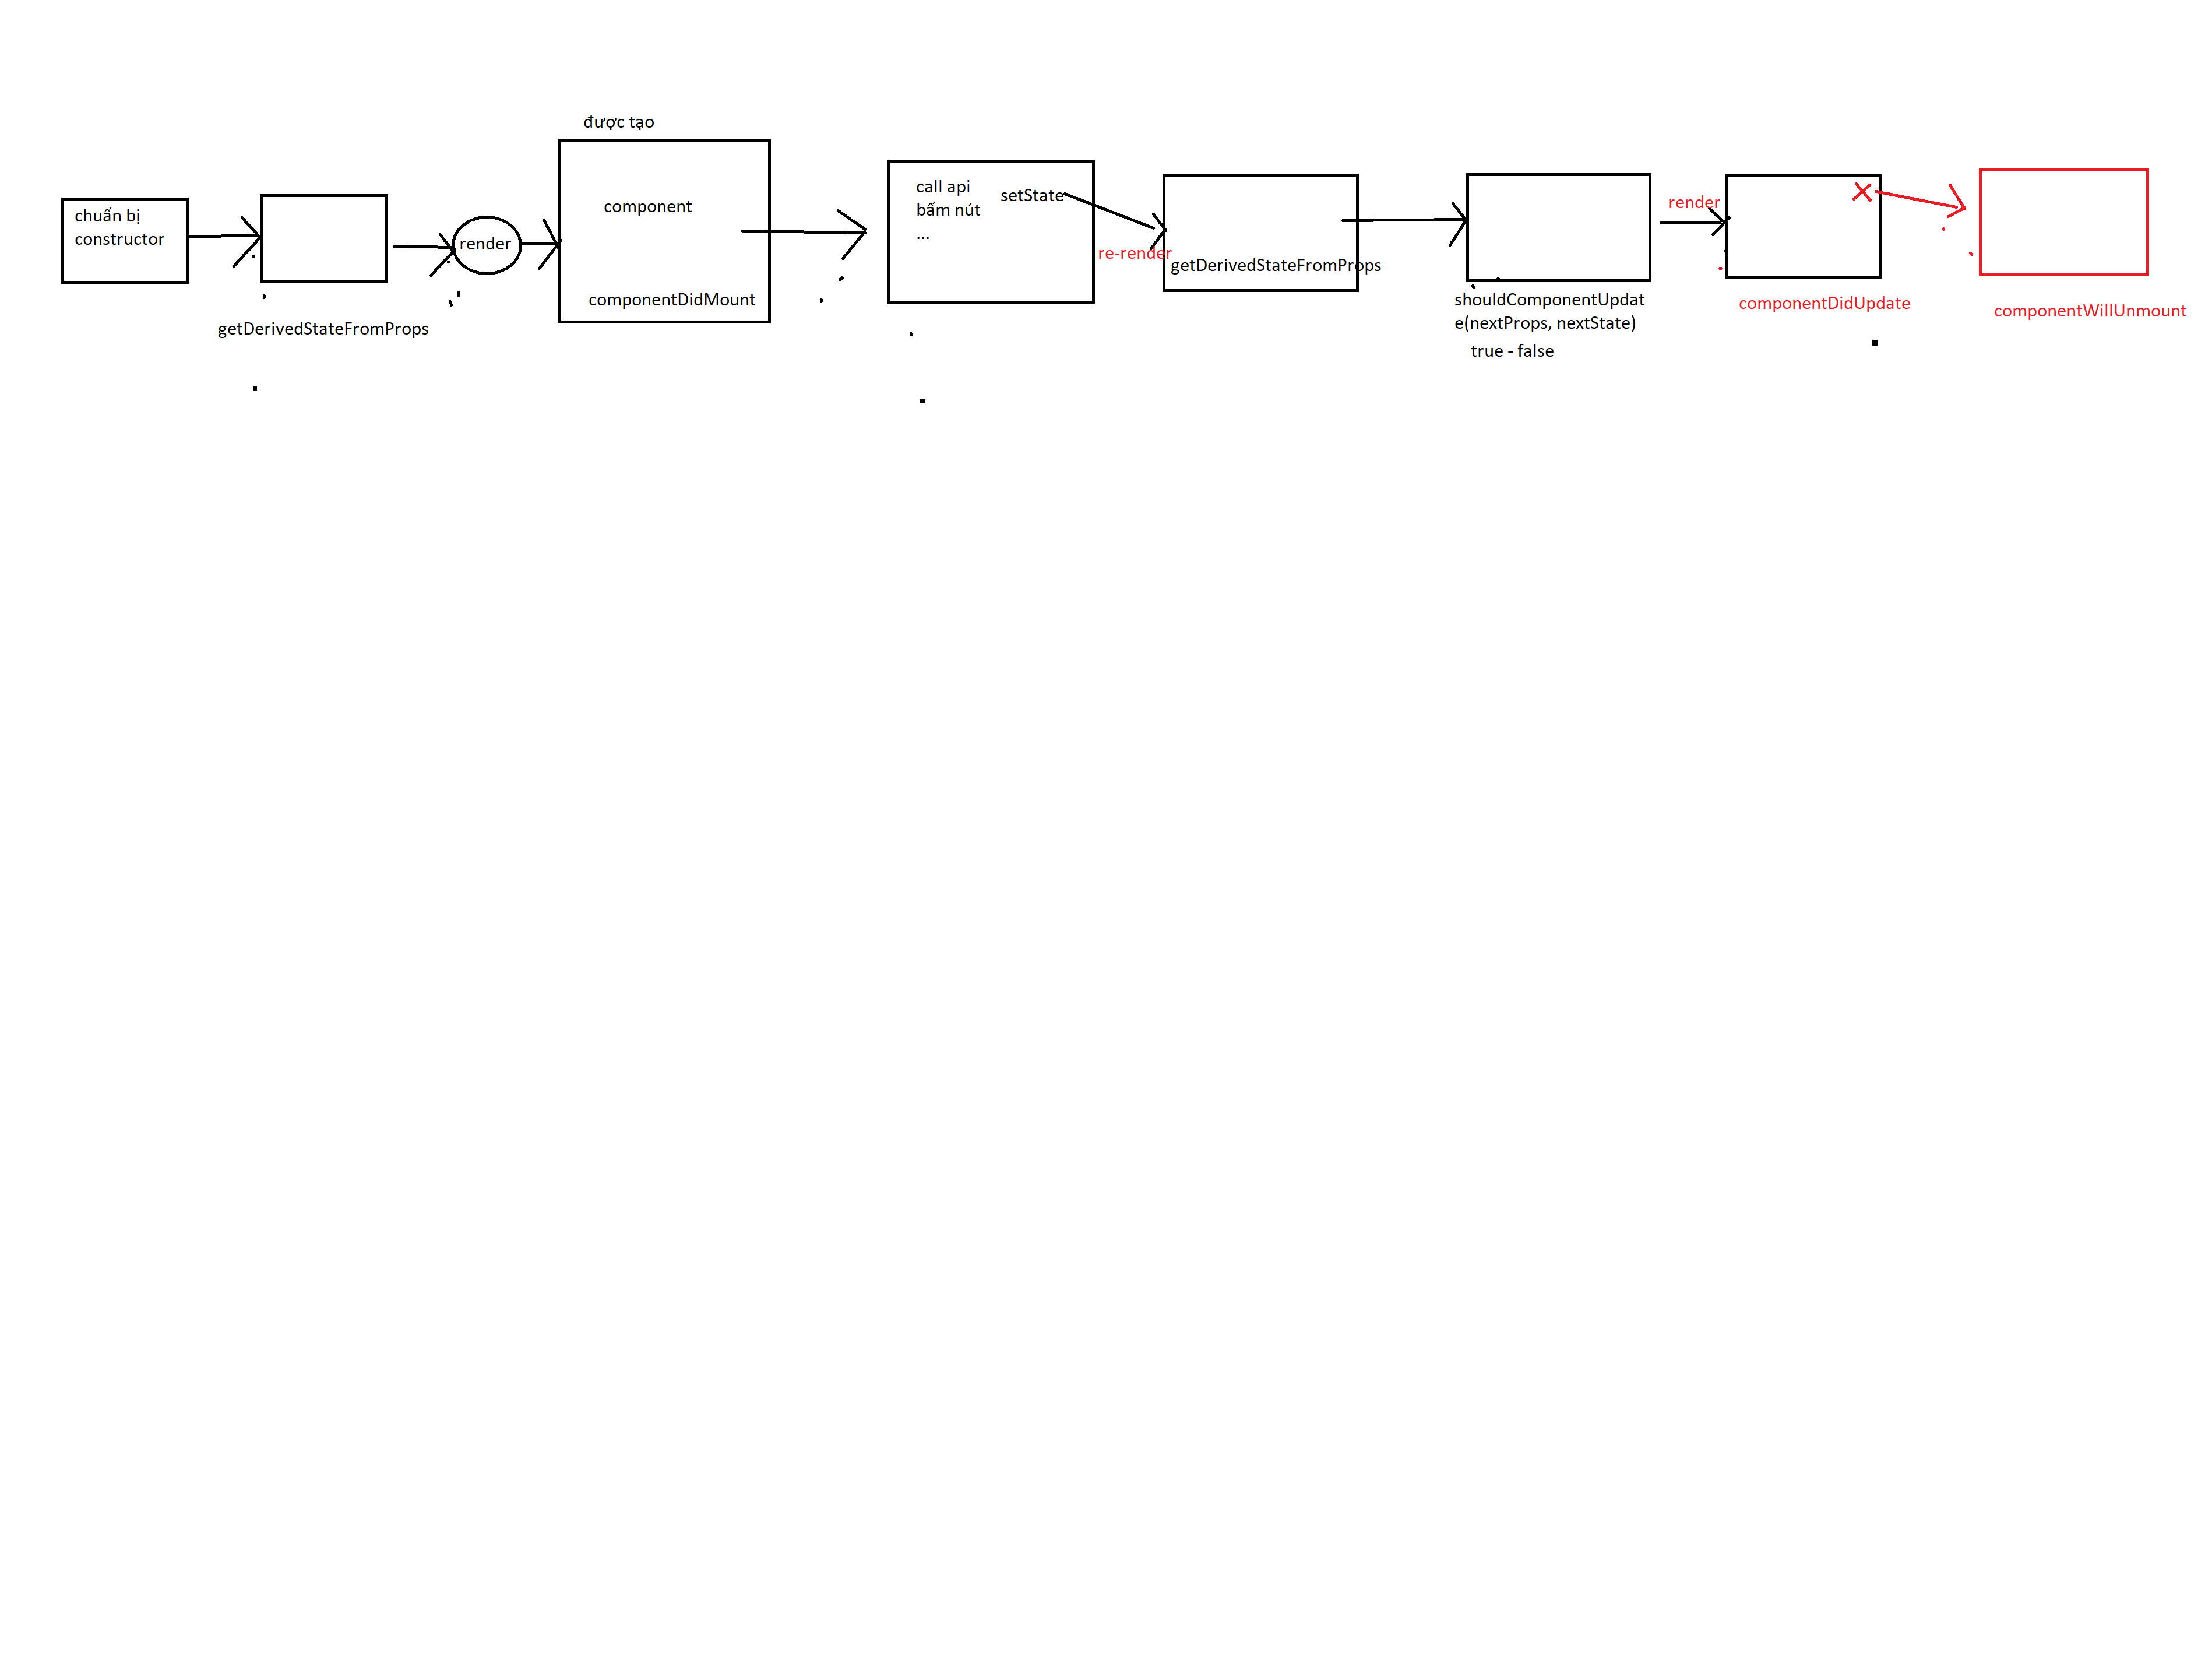 chuẩn bị
constructor
getDerivedStateFromProps
render
được tạo
component
componentDidMount
call api
bấm nút
...
setState
re-render
getDerivedStateFromProps
shouldComponentUpdat
e(nextProps, nextState)
true - false
render
componentDidUpdate
componentWillUnmount